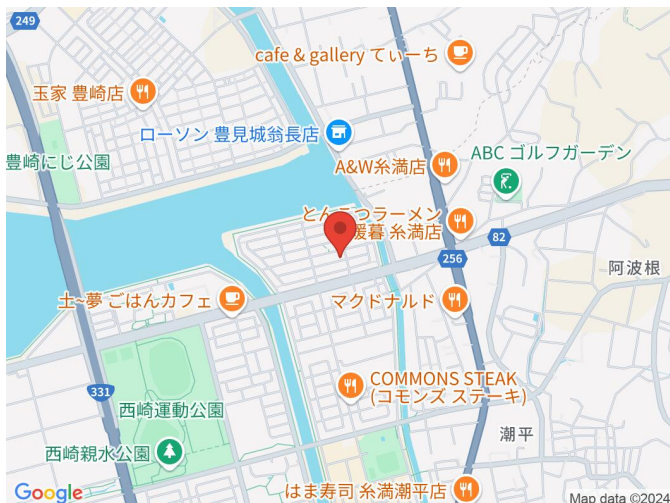 249
cafe & gallery てぃーち
玉家 豊崎店
ローソン 豊見城翁長店
豊崎にじ公園
A&W糸満店
ABC ゴルフガーデン
とんこつラーメン
暖暮 糸満店
82
256
阿波根
土~夢 ごはんカフェ
マクドナルド
331
COMMONS STEAK
(コモンズ ステーキ)
西崎運動公園
潮平
西崎親水公園
はま寿司 糸満潮平店
Google
Map data ©2024